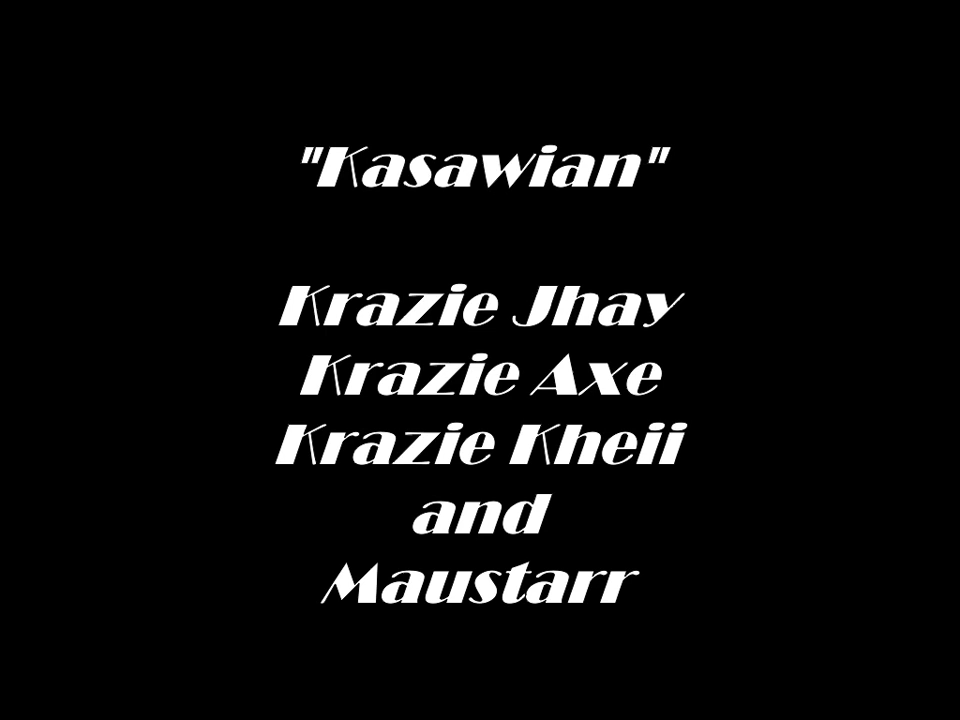 "Kasawian"
Krazie Jhay
Krazie Axe
Krazie Kheii
and
Maustarr